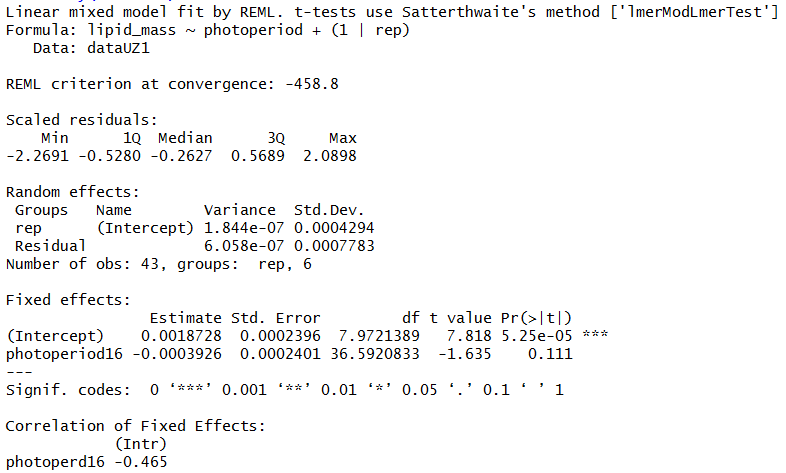 Linear mixed model fit by REML. t-tests use Satterthwaite's method ['lmerModLmerTest']
Formula: lipid_mass ~ photoperiod + (1 | rep)
   Data: dataUZ1

REML criterion at convergence: -458.8

Scaled residuals:
    Min      1Q  Median      3Q     Max
-2.2691 -0.5280 -0.2627  0.5689  2.0898

Random effects:
 Groups   Name        Variance  Std.Dev.
 rep      (Intercept) 1.844e-07 0.0004294
 Residual             6.058e-07 0.0007783
Number of obs: 43, groups:  rep, 6

Fixed effects:
                Estimate Std. Error         df t value Pr(>|t|)
(Intercept)    0.0018728  0.0002396  7.9721389   7.818 5.25e-05 ***
photoperiod16 -0.0003926  0.0002401 36.5920833  -1.635    0.111
---
Signif. codes:  0 ‘***’ 0.001 ‘**’ 0.01 ‘*’ 0.05 ‘.’ 0.1 ‘ ’ 1

Correlation of Fixed Effects:
            (Intr)
photoperd16 -0.465